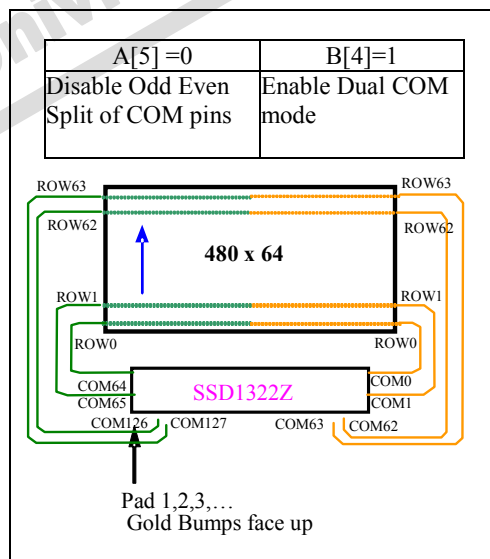 A[5] =0 B[4]=1
Disable Odd Even Enable Dual COM
Split of COM pins mode
ROW63 ROW63
ROW62 ROW62
480 x 64
ROW1 ROW1
ROW0 ROW0
COM64 SSD1322Z COM0
COM65 COM1
COM126 COM127 COM63 COM62
Pad 1,2,3,…
Gold Bumps face up